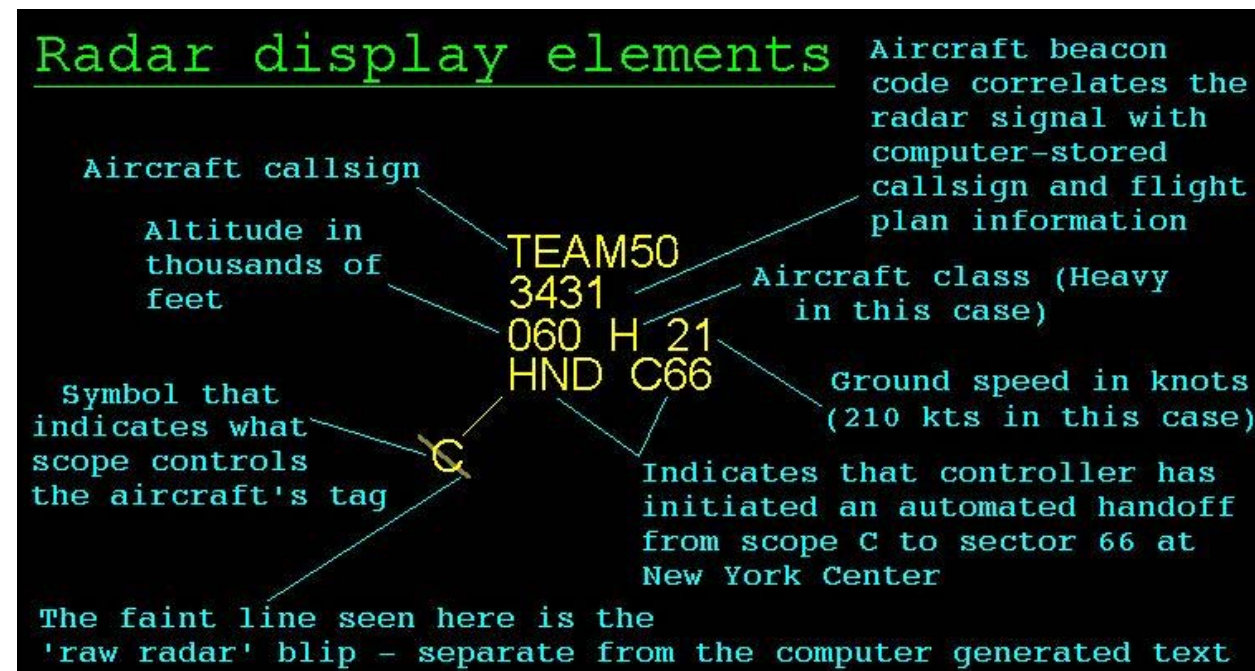 Radar display elements
Aircraft beacon
code correlates the
radar signal with
computer-stored
callsign and flight
plan information
Aircraft callsign
Altitude in
thousands of
feet
TEAM50
3431
060 H 21
HND C66
Aircraft class (Heavy
in this case)
Ground speed in knots
(210 kts in this case)
Symbol that
indicates what
scope controls
the aircraft's tag
C
Indicates that controller has
initiated an automated handoff
from scope C to sector 66 at
New York Center
The faint line seen here is the
'raw radar' blip - separate from the computer generated text